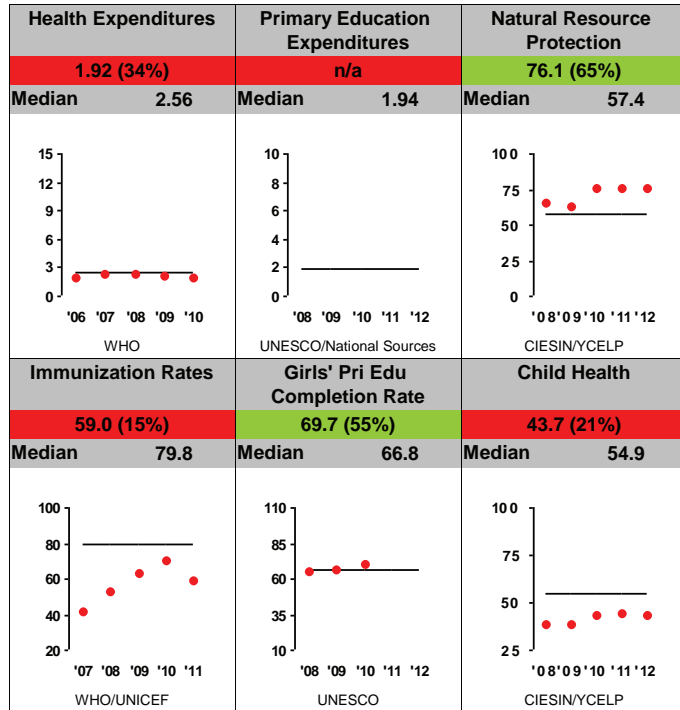 Health Expenditures
1.92 (34%)
Median 2.56
15
12
9
6
3
0
'06 '07 '08 '09 '10
WHO
Primary Education
Expenditures
n/a
Median 1.94
10
8
6
4
2
0
'08 '09 '10 '11 '12
UNESCO/National Sources
Natural Resource
Protection
76.1 (65%)
Median 57.4
100
75
50
25
0
'08 '09 '10 '11 '12
CIESIN/YCELP
Immunization Rates
59.0 (15%)
Median 79.8
100
80
60
40
20
'07 '08 '09 '10 '11
WHO/UNICEF
Girls' Pri Edu
Completion Rate
69.7 (55%)
Median 66.8
110
85
60
35
10
'08 '09 '10 '11 '12
UNESCO
Child Health
43.7 (21%)
Median 54.9
100
75
50
25
'08 '09 '10 '11 '12
CIESIN/YCELP